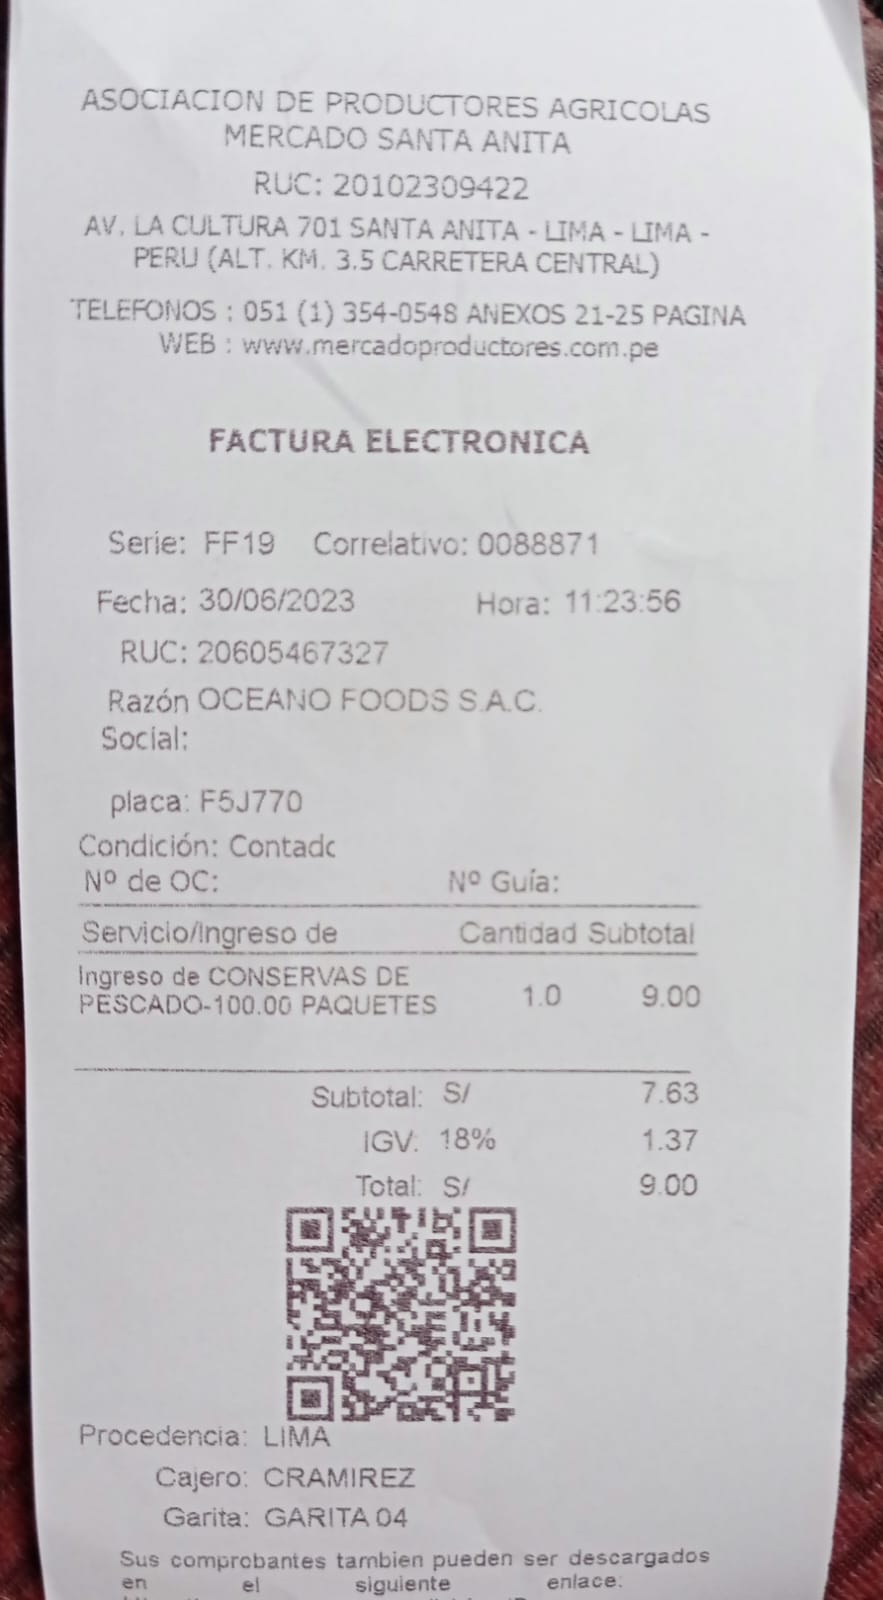 ASOCIACION DE PRODUCTORES AGRICOLAS
MERCADO SANTA ANITA
RUC: 20102309422
AV. LA CULTURA 701 SANTA ANITA - LIMA - LIMA -
PERU (ALT. KM. 3.5 CARRETERA CENTRAL)
TELEFONOS : 051 (1) 354-0548 ANEXOS 21-25 PAGINA
WEB : www.mercadoproductores.com.pe
FACTURA ELECTRONICA
Serie: FF19 Correlativo: 0088871
Fecha: 30/06/2023 Hora: 11:23:56
RUC: 20605467327
Razón OCEANO FOODS S.A.C.
Social:
placa: F5J770
Condición: Contado
Nº de OC: Nº Guía:
Servicio/Ingreso de Cantidad Subtotal
Ingreso de CONSERVAS DE
PESCADO-100.00 PAQUETES 1.0 9.00
Subtotal: S/ 7.63
IGV: 18% 1.37
Total: S/ 9.00
Procedencia: LIMA
Cajero: CRAMIREZ
Garita: GARITA 04
Sus comprobantes tambien pueden ser descargados
en el siguiente enlace: